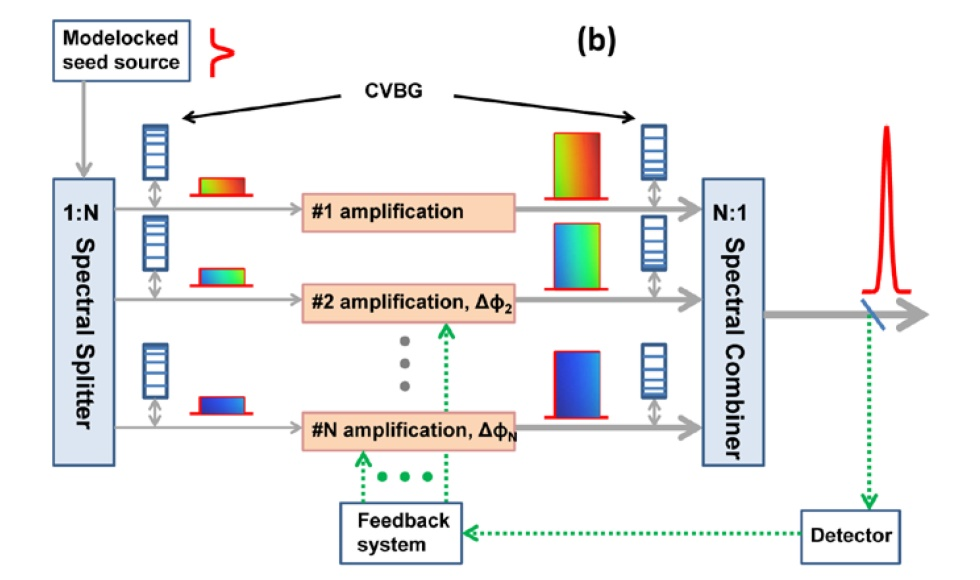 Modelocked
seed source
(b)
CVBG
1:N
Spectral Splitter
#1 amplification
#2 amplification, Δϕ2
#N amplification, ΔϕN
N:1
Spectral Combiner
Feedback
system
Detector